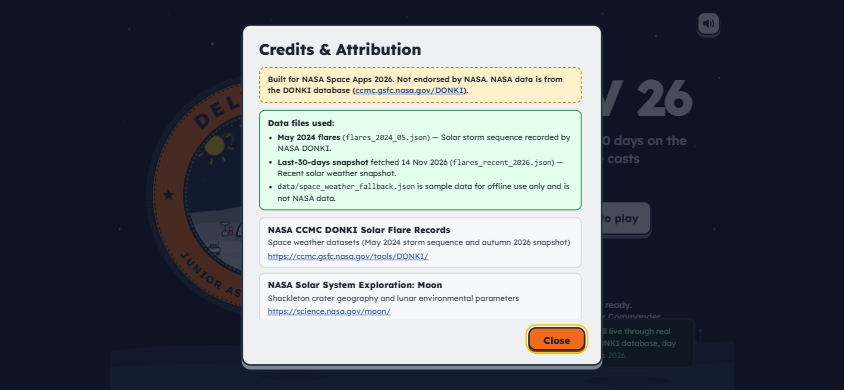 Credits & Attribution
Built for NASA Space Apps 2026. Not endorsed by NASA. NASA data is from
the DONKI database (ccmc.gsfc.nasa.gov/DONKI).
Data files used:
• May 2024 flares (flares_2024_05.json) — Solar storm sequence recorded by
NASA DONKI.
• Last-30-days snapshot fetched 14 Nov 2026 (flares_recent_2026.json) —
Recent solar weather snapshot.
• data/space_weather_fallback.json is sample data for offline use only and is
not NASA data.
NASA CCMC DONKI Solar Flare Records
Space weather datasets (May 2024 storm sequence and autumn 2026 snapshot)
https://ccmc.gsfc.nasa.gov/tools/DONKI/
NASA Solar System Exploration: Moon
Shackleton crater geography and lunar environmental parameters
https://science.nasa.gov/moon/
Close
DEL
JUNIOR AS
V 26
0 days on the
costs
o play
ready.
Commander
live through real
NKI database, day
2026.